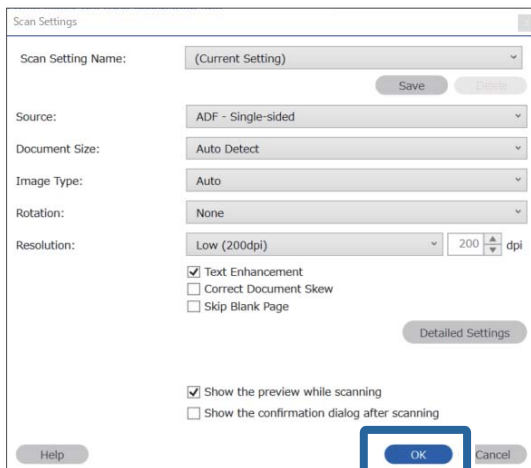 Scan Settings
Scan Setting Name: (Current Setting)
Save Delete
Source: ADF - Single-sided
Document Size: Auto Detect
Image Type: Auto
Rotation: None
Resolution: Low (200dpi) 200 dpi
Text Enhancement
Correct Document Skew
Skip Blank Page
Detailed Settings
Show the preview while scanning
Show the confirmation dialog after scanning
Help OK Cancel